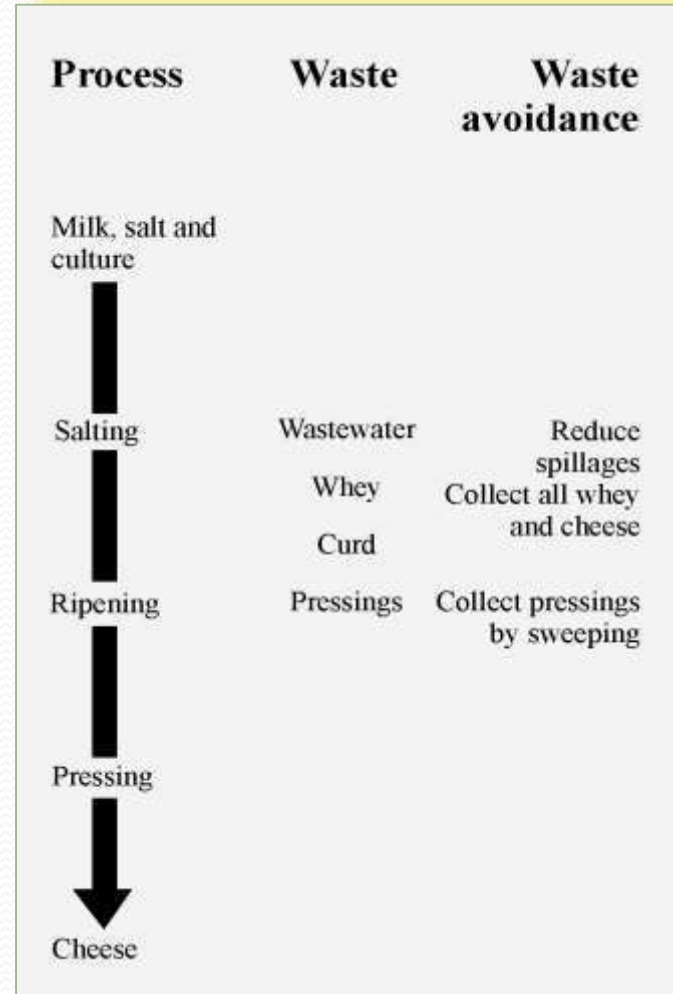 Process Waste Waste
avoidance
Milk, salt and
culture
Salting Wastewater Reduce
spillages
Whey Collect all whey
and cheese
Curd
Ripening Pressings Collect pressings
by sweeping
Pressing
Cheese